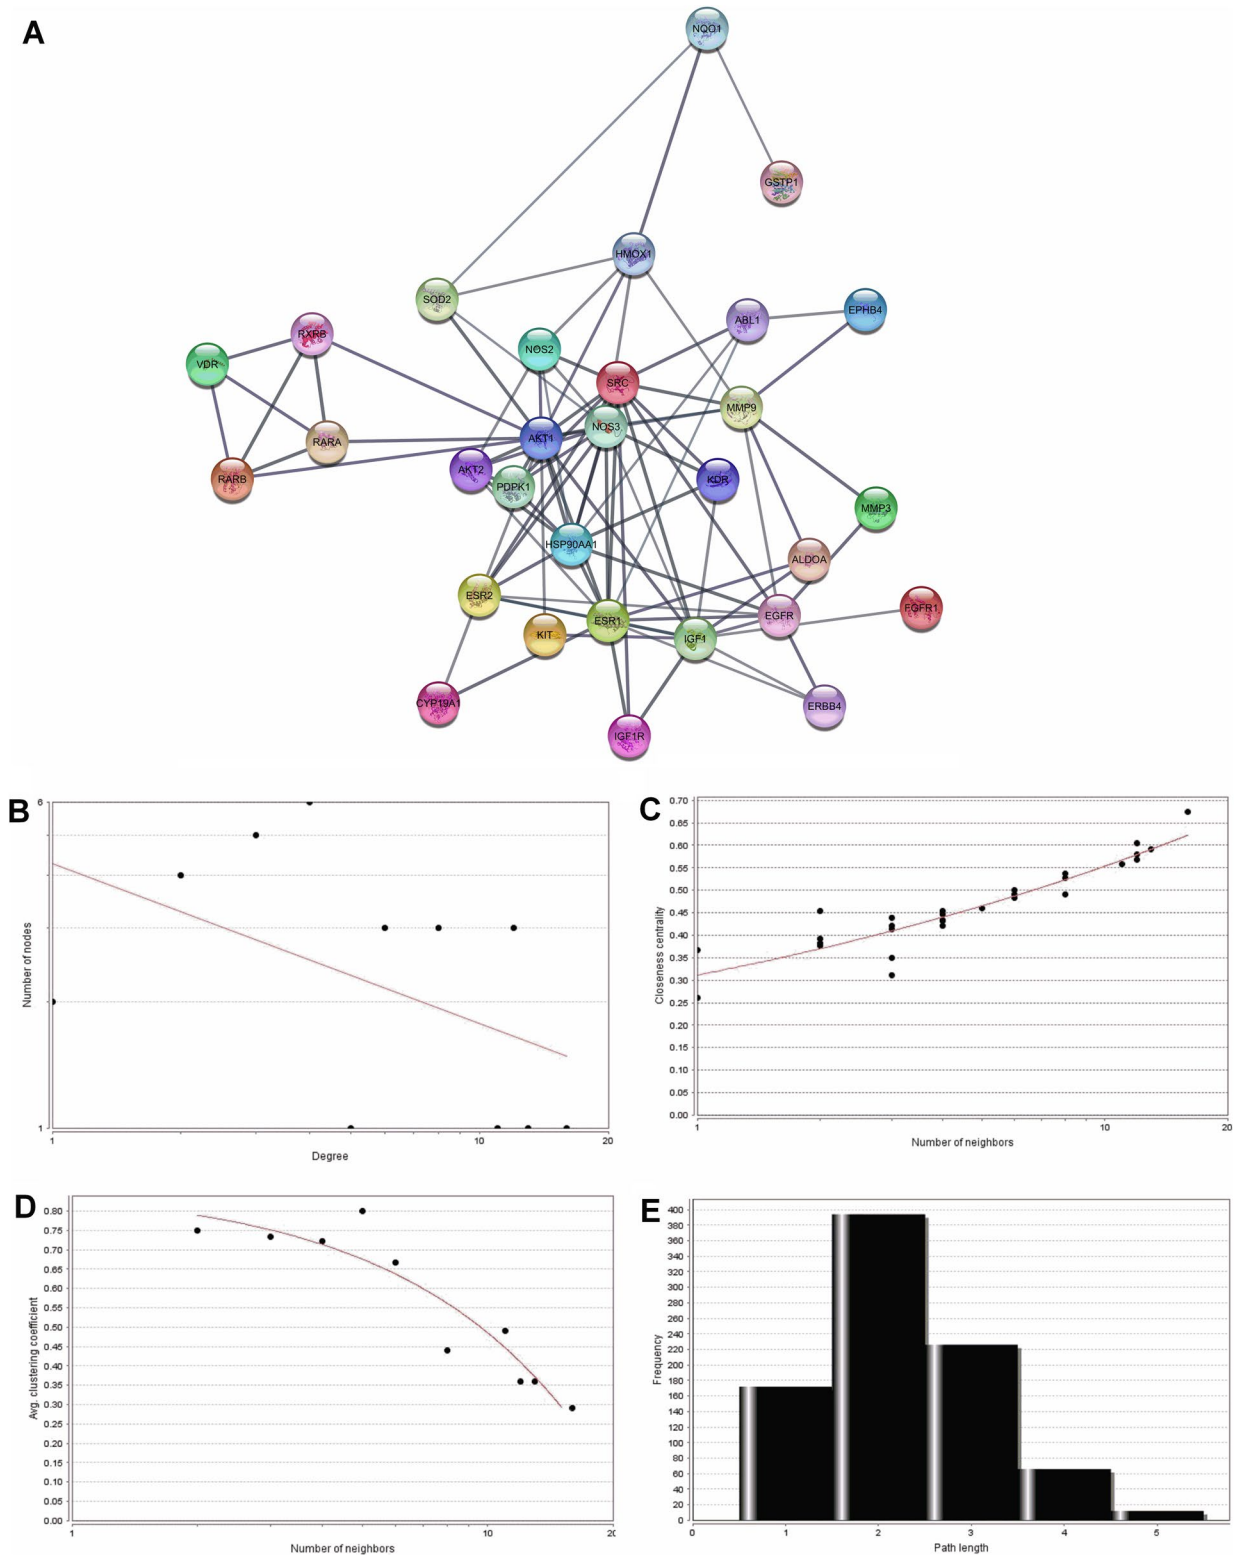 A
NQO1
GSTP1
HMOX1
SOD2
EPHB4
ABL1
RXRB
NOS2
VDR
SRC
MMP9
NOS3
AKT1
RARA
AKT2
RARB
KDR
PDPK1
MMP3
HSP90AA1
ALDOA
ESR2
FGFR1
EGFR
ESR1
KIT
IGF1
CYP19A1
ERBB4
IGF1R
B
6
1
Number of nodes
1 10 20
Degree
C
0.70
0.65
0.60
0.55
0.50
0.45
0.40
0.35
0.30
0.25
0.20
0.15
0.10
0.05
0.00
Closeness centrality
1 10 20
Number of neighbors
D
0.80
0.75
0.70
0.65
0.60
0.55
0.50
0.45
0.40
0.35
0.30
0.25
0.20
0.15
0.10
0.05
0.00
Avg. clustering coefficient
1 10 20
Number of neighbors
E
400
380
360
340
320
300
280
260
240
220
200
180
160
140
120
100
80
60
40
20
0
Frequency
0 1 2 3 4 5
Path length